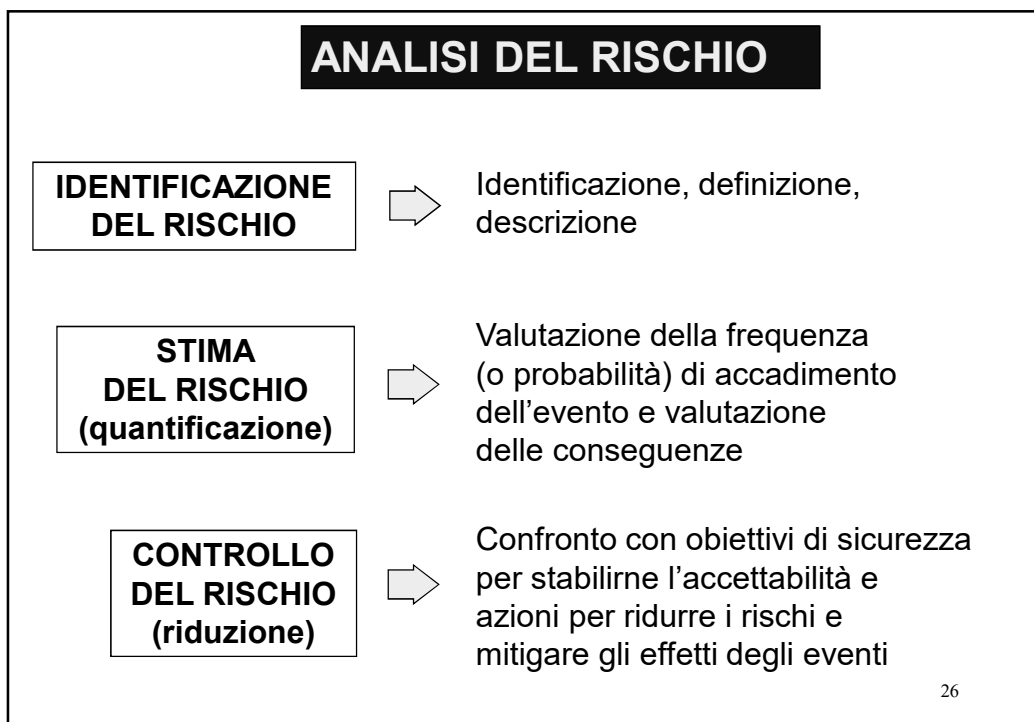 ANALISI DEL RISCHIO
IDENTIFICAZIONE
DEL RISCHIO
Identificazione, definizione,
descrizione
STIMA
DEL RISCHIO
(quantificazione)
Valutazione della frequenza
(o probabilità) di accadimento
dell’evento e valutazione
delle conseguenze
CONTROLLO
DEL RISCHIO
(riduzione)
Confronto con obiettivi di sicurezza
per stabilirne l’accettabilità e
azioni per ridurre i rischi e
mitigare gli effetti degli eventi
26